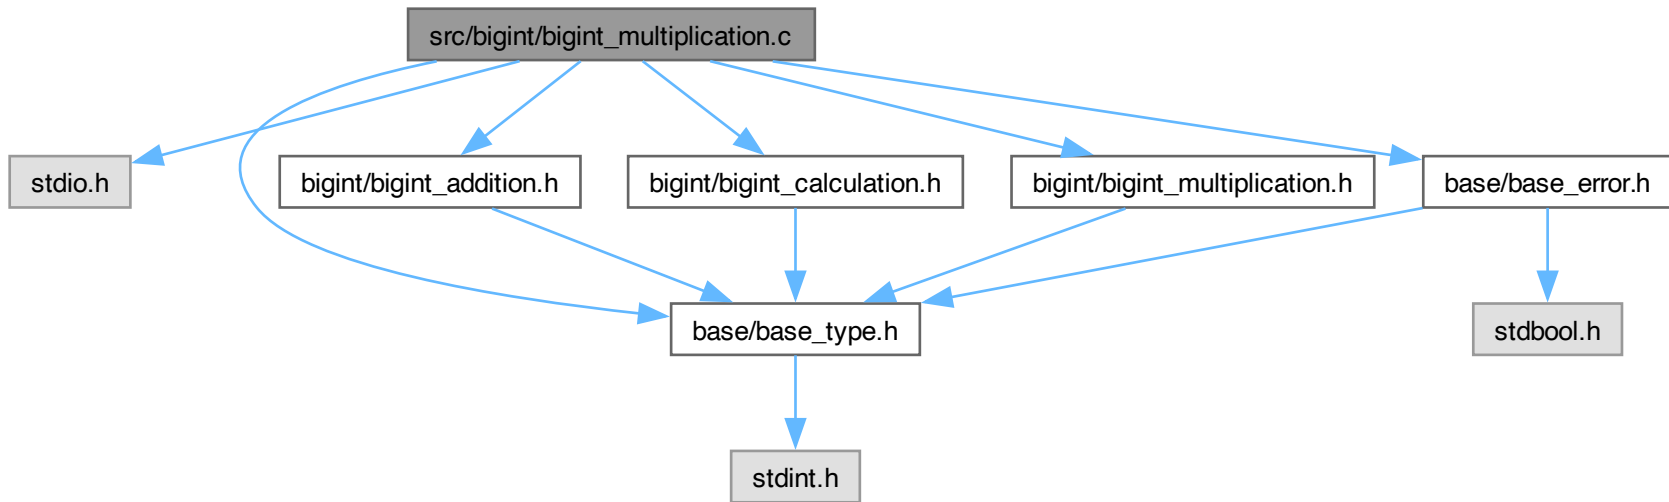 src/bigint/bigint_multiplication.c
stdio.h
bigint/bigint_addition.h
bigint/bigint_calculation.h
bigint/bigint_multiplication.h
base/base_error.h
base/base_type.h
stdbool.h
stdint.h